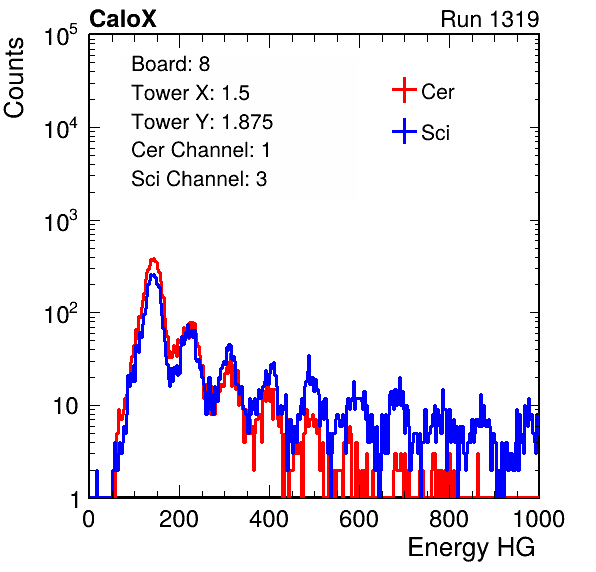 CaloX Run 1319
10^5
10^4
10^3
10^2
10
1
Counts
Board: 8
Tower X: 1.5
Tower Y: 1.875
Cer Channel: 1
Sci Channel: 3
Cer
Sci
0 200 400 600 800 1000
Energy HG